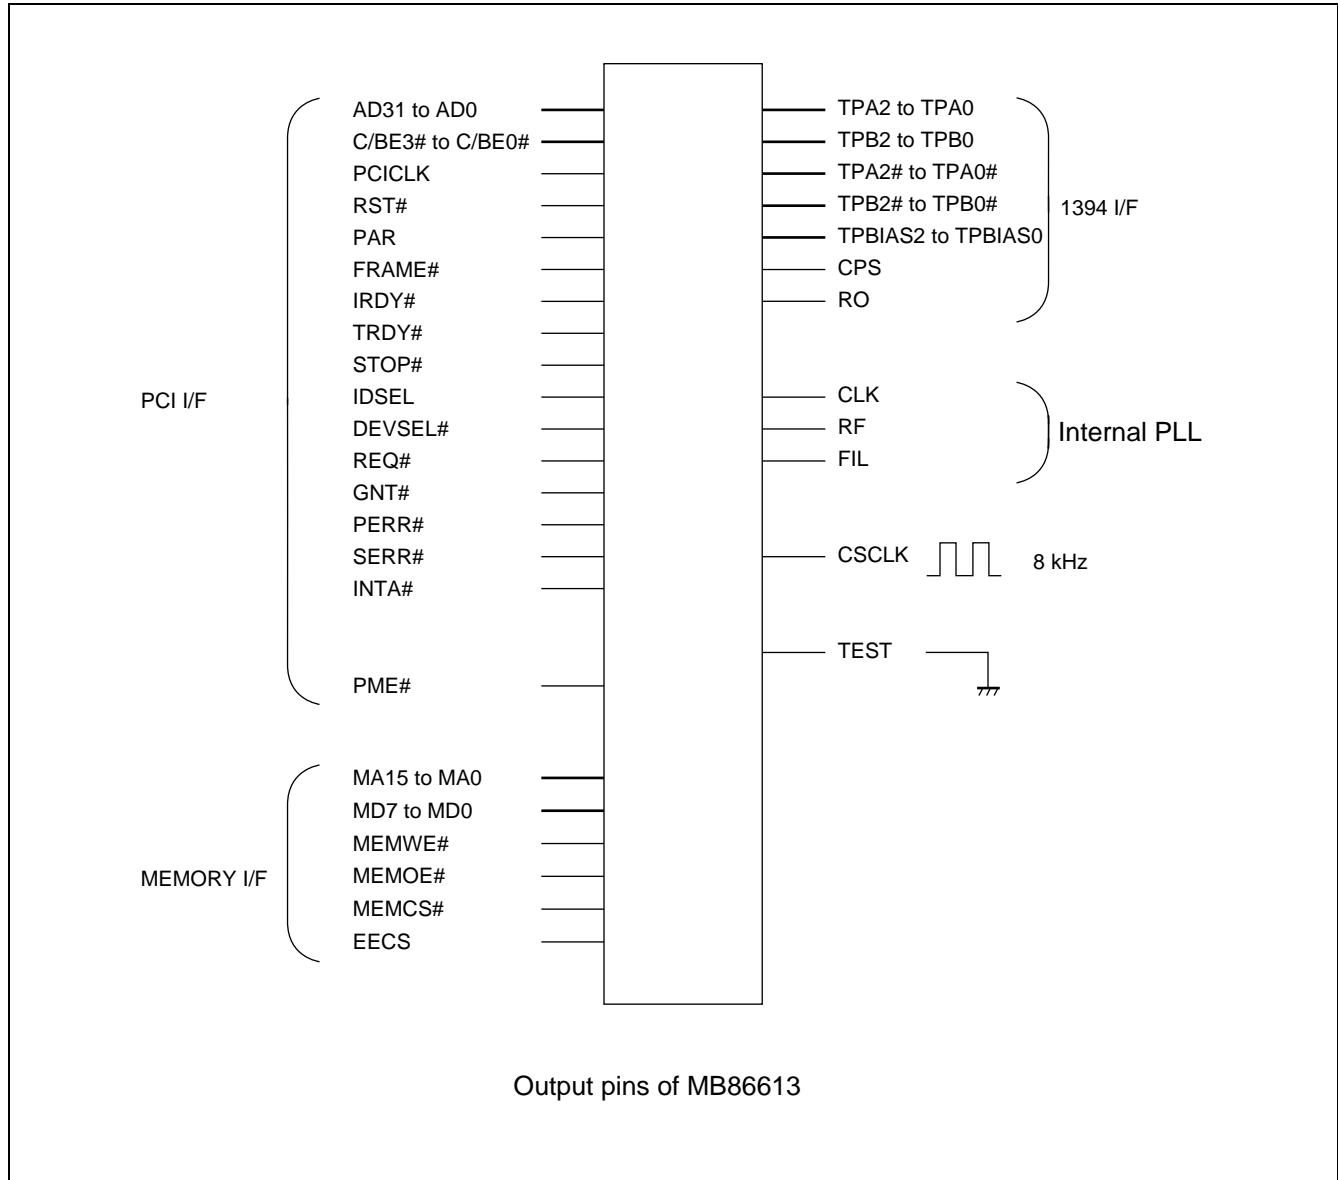 PCI I/F
AD31 to AD0
C/BE3# to C/BE0#
PCICLK
RST#
PAR
FRAME#
IRDY#
TRDY#
STOP#
IDSEL
DEVSEL#
REQ#
GNT#
PERR#
SERR#
INTA#
PME#
MEMORY I/F
MA15 to MA0
MD7 to MD0
MEMWE#
MEMOE#
MEMCS#
EECS
TPA2 to TPA0
TPB2 to TPB0
TPA2# to TPA0#
TPB2# to TPB0#
TPBIAS2 to TPBIAS0
CPS
RO
1394 I/F
CLK
RF
FIL
Internal PLL
CSCLK
8 kHz
TEST
Output pins of MB86613